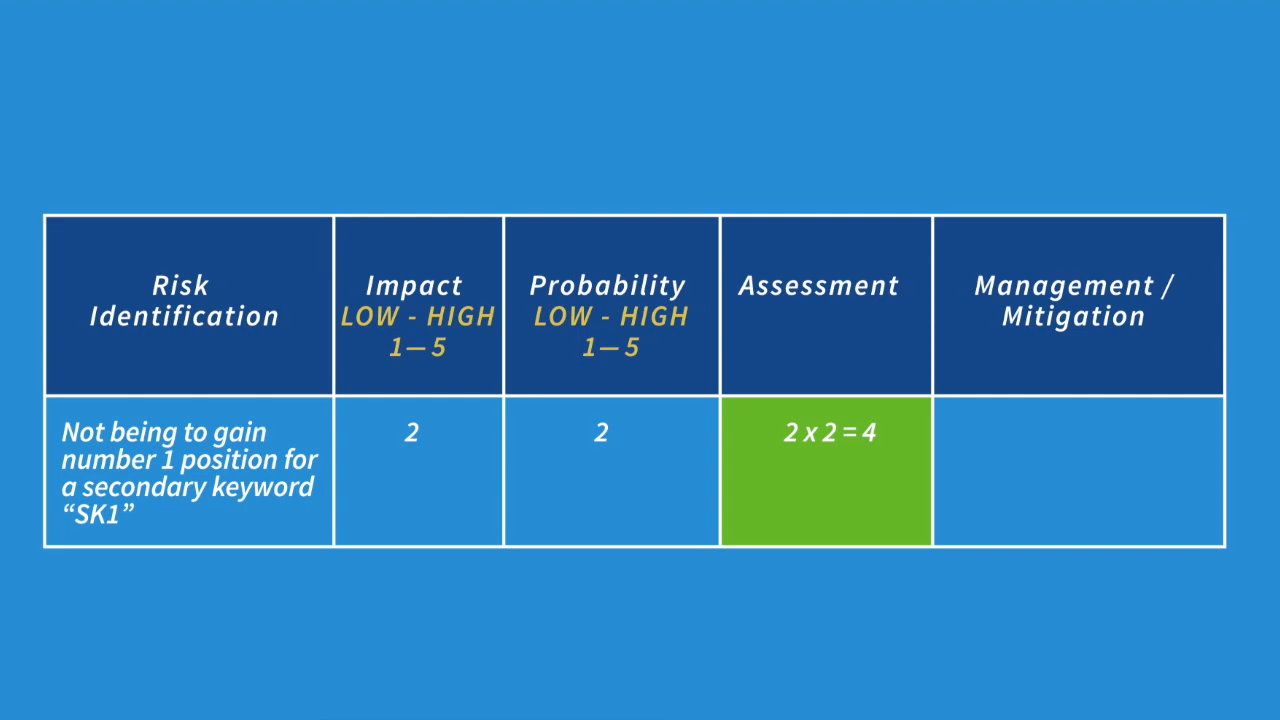 Risk
Identification
Impact
LOW - HIGH
1 — 5
Probability
LOW - HIGH
1 — 5
Assessment
Management /
Mitigation
Not being to gain
number 1 position for
a secondary keyword
“SK1”
2
2
2 x 2 = 4